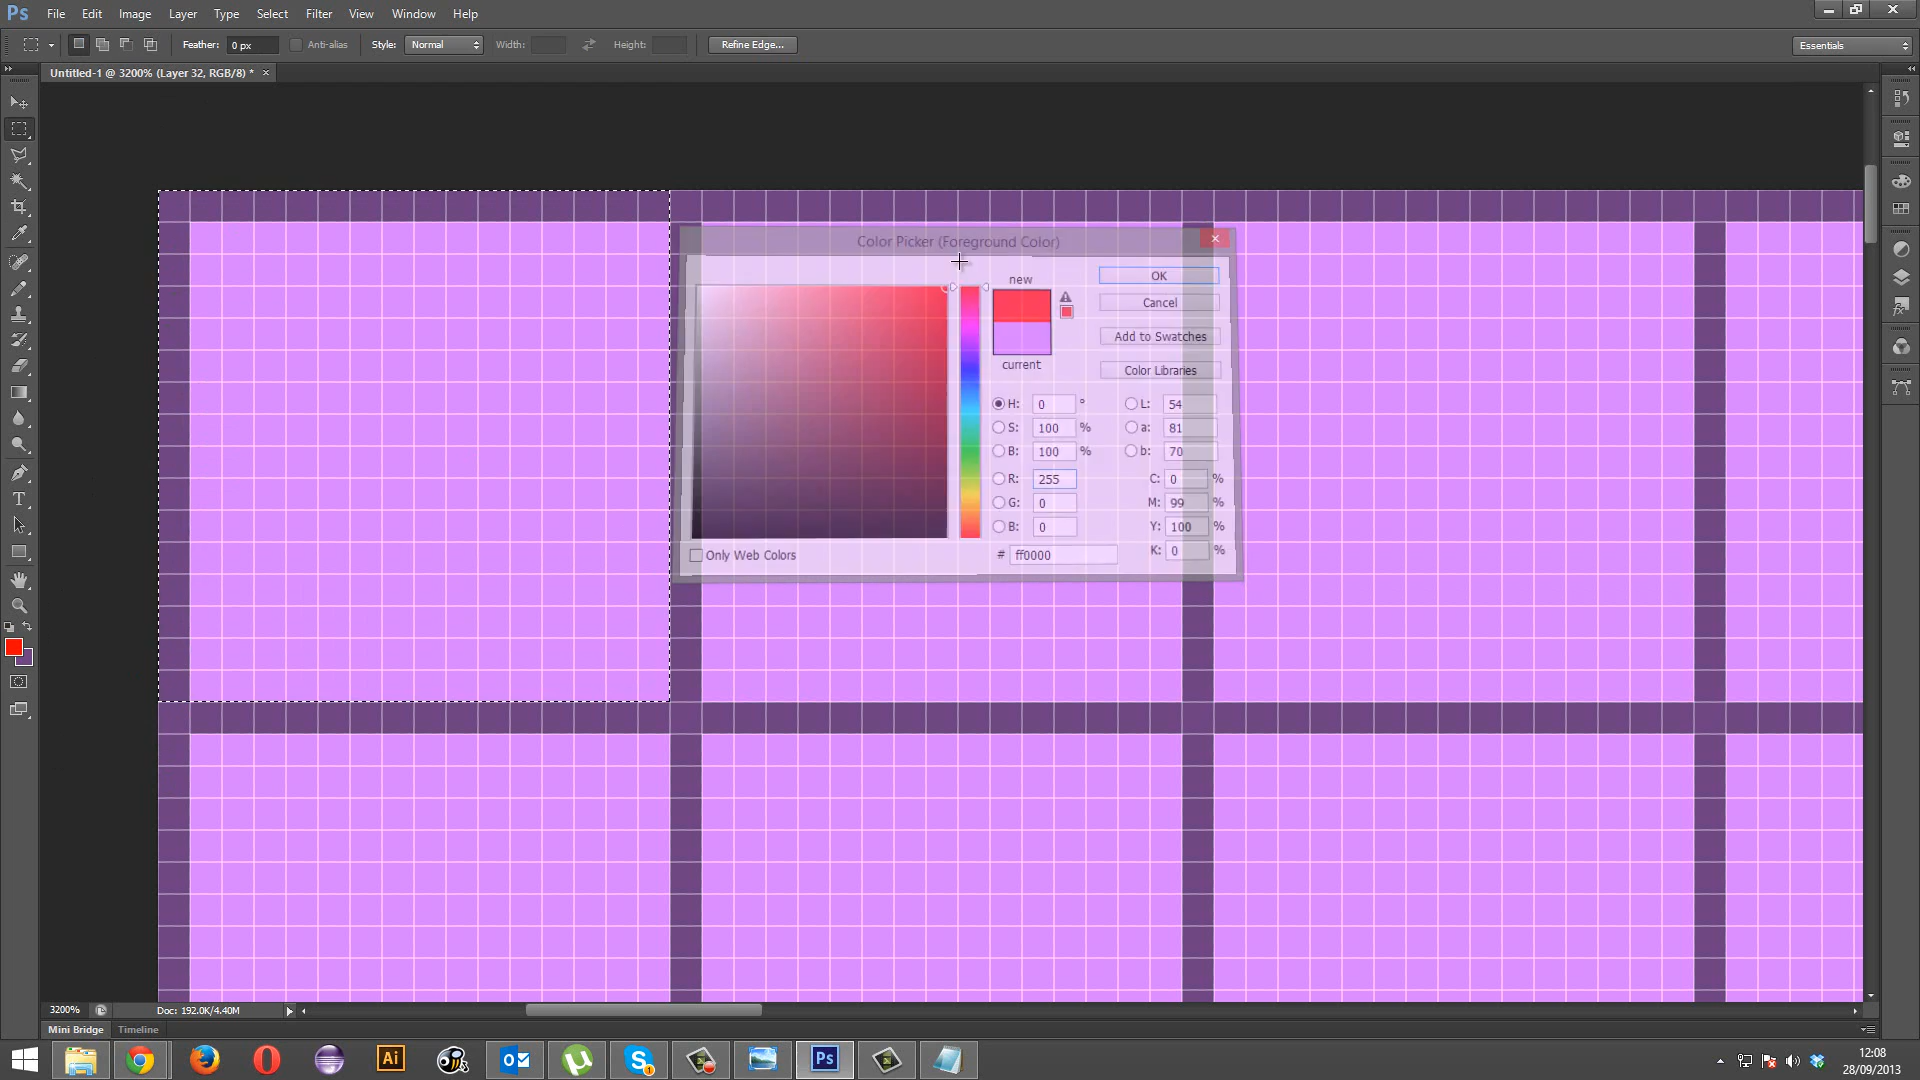 Ps File Edit Image Layer Type Select Filter View Window Help
Feather: 0 px Anti-alias Style: Normal Width: Height: Refine Edge... Essentials
Untitled-1 @ 3200% (Layer 32, RGB/8) * ×
Color Picker (Foreground Color)
new
OK
Cancel
Add to Swatches
current
Color Libraries
H: 0 ° L: 54
S: 100 % a: 81
B: 100 % b: 70
R: 255 C: 0 %
G: 0 M: 99 %
B: 0 Y: 100 %
K: 0 %
Only Web Colors # ff0000
3200% Doc: 192.0K/4.40M
Mini Bridge Timeline
Ai Ps
12:08
28/09/2013